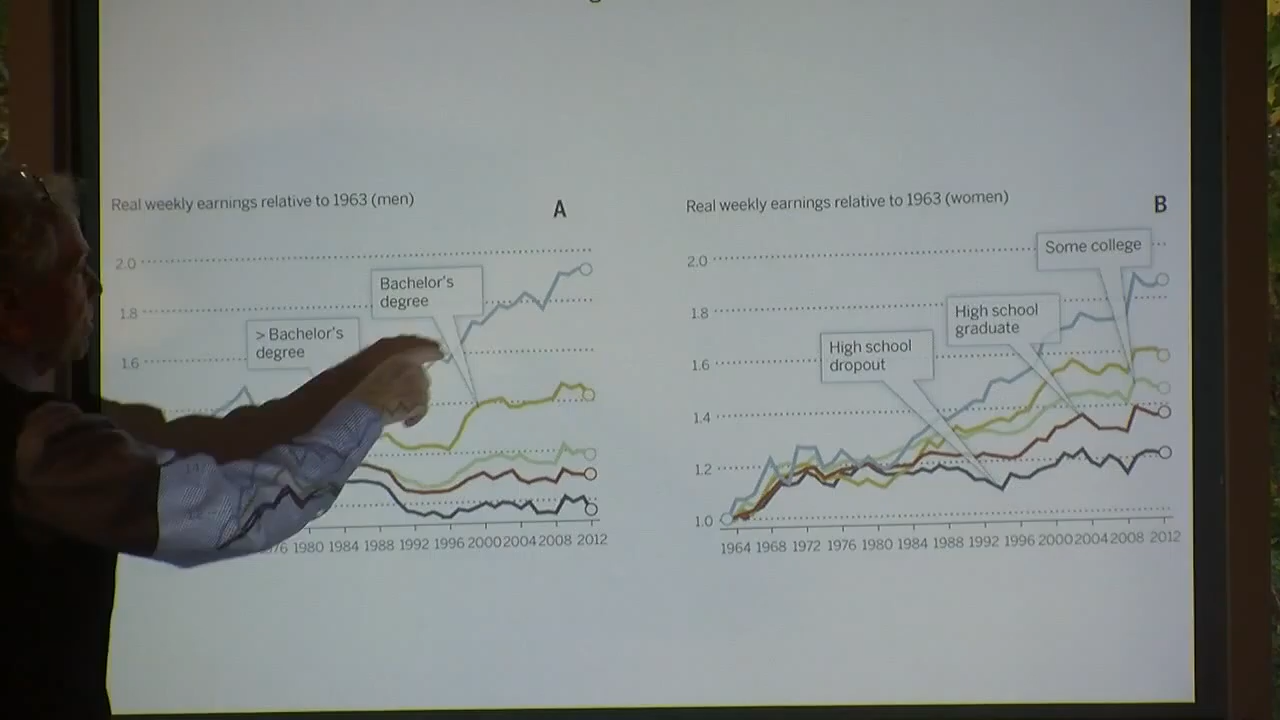 Real weekly earnings relative to 1963 (men)
A
2.0
1.8
1.6
> Bachelor's
degree
Bachelor's
degree
76 1980 1984 1988 1992 1996 2000 2004 2008 2012
Real weekly earnings relative to 1963 (women)
B
2.0
1.8
1.6
1.4
1.2
1.0
Some college
High school
graduate
High school
dropout
1964 1968 1972 1976 1980 1984 1988 1992 1996 2000 2004 2008 2012